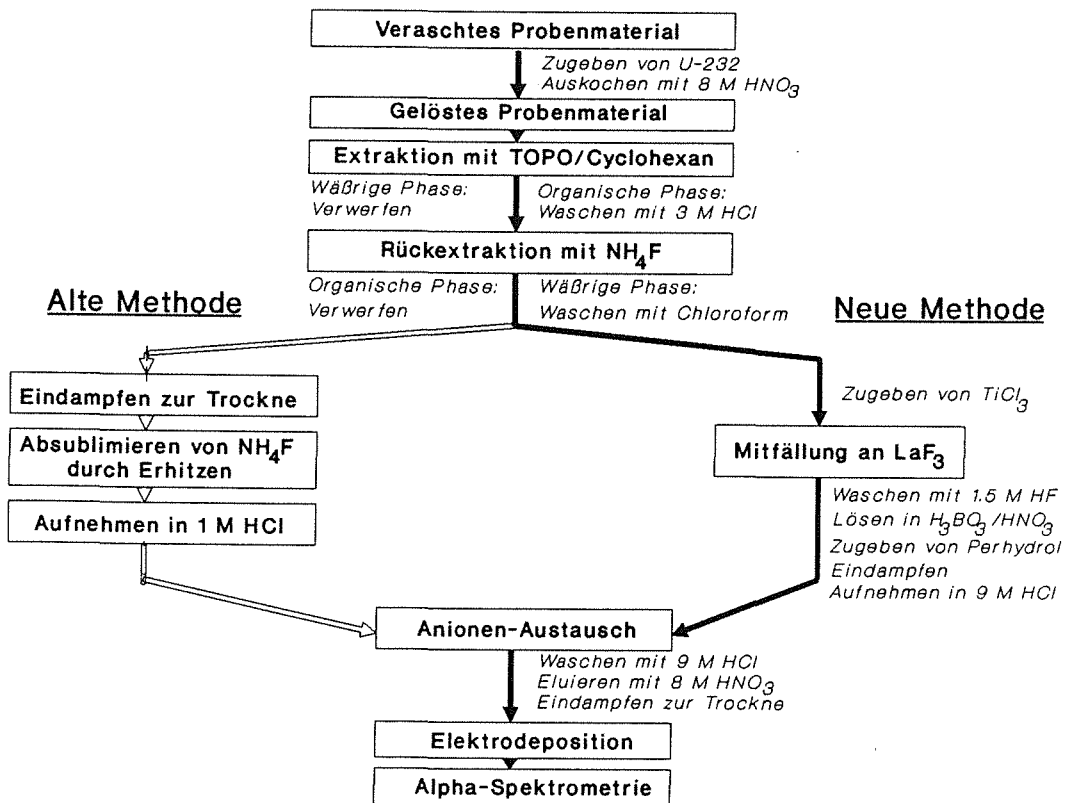 Veraschtes Probenmaterial
Zugeben von U-232
Auskochen mit 8 M HNO3
Gelöstes Probenmaterial
Extraktion mit TOPO/Cyclohexan
Wäßrige Phase:
Verwerfen
Organische Phase:
Waschen mit 3 M HCl
Rückextraktion mit NH4F
Organische Phase:
Verwerfen
Wäßrige Phase:
Waschen mit Chloroform
Alte Methode
Eindampfen zur Trockne
Absublimieren von NH4F
durch Erhitzen
Aufnehmen in 1 M HCl
Neue Methode
Zugeben von TiCl3
Mitfällung an LaF3
Waschen mit 1.5 M HF
Lösen in H3BO3/HNO3
Zugeben von Perhydrol
Eindampfen
Aufnehmen in 9 M HCl
Anionen-Austausch
Waschen mit 9 M HCl
Eluieren mit 8 M HNO3
Eindampfen zur Trockne
Elektrodeposition
Alpha-Spektrometrie